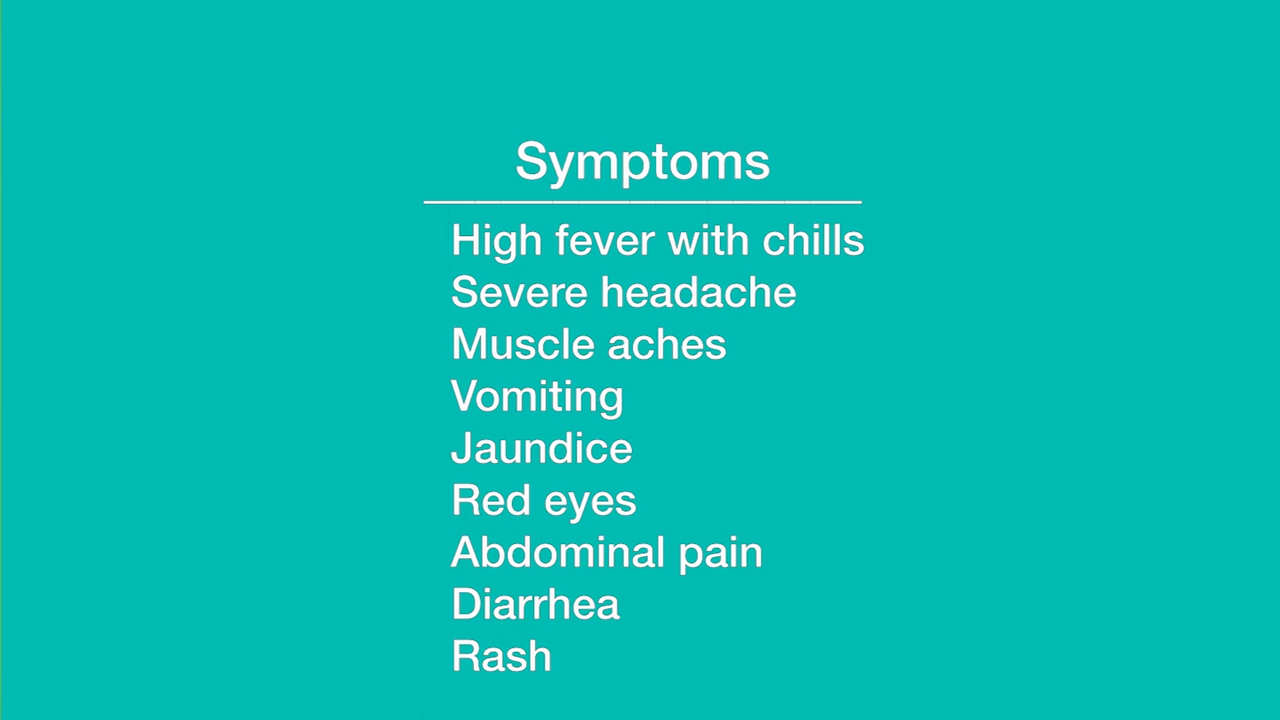 Symptoms
High fever with chills
Severe headache
Muscle aches
Vomiting
Jaundice
Red eyes
Abdominal pain
Diarrhea
Rash